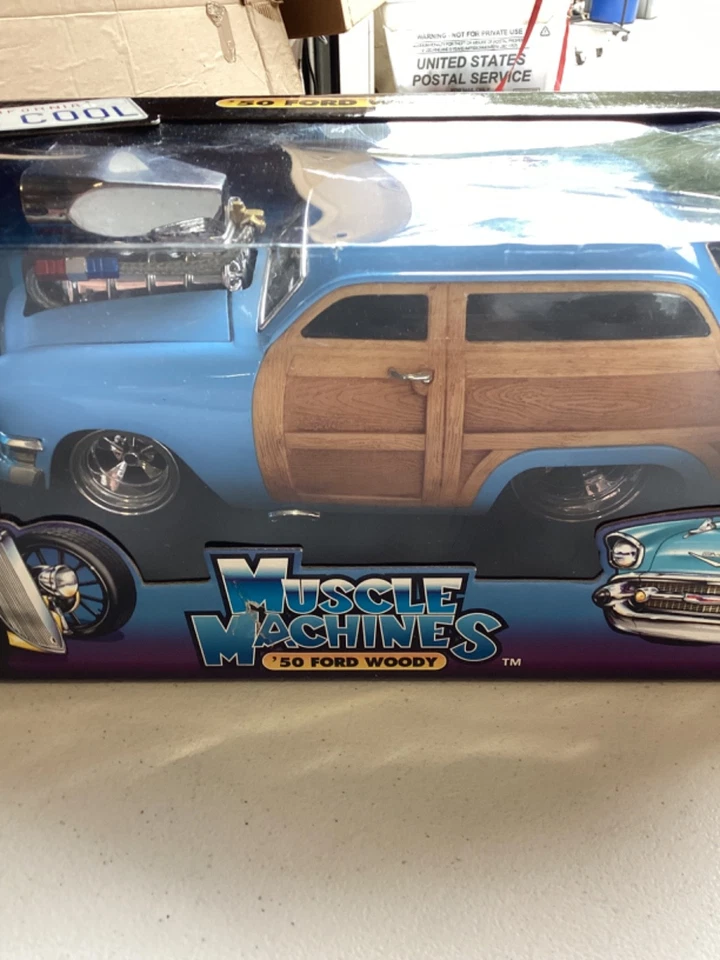 WARNING - NOT FOR PRIVATE USE
UNITED STATES
POSTAL SERVICE
COOL
'50 FORD
MUSCLE
MACHINES
'50 FORD WOODY
TM